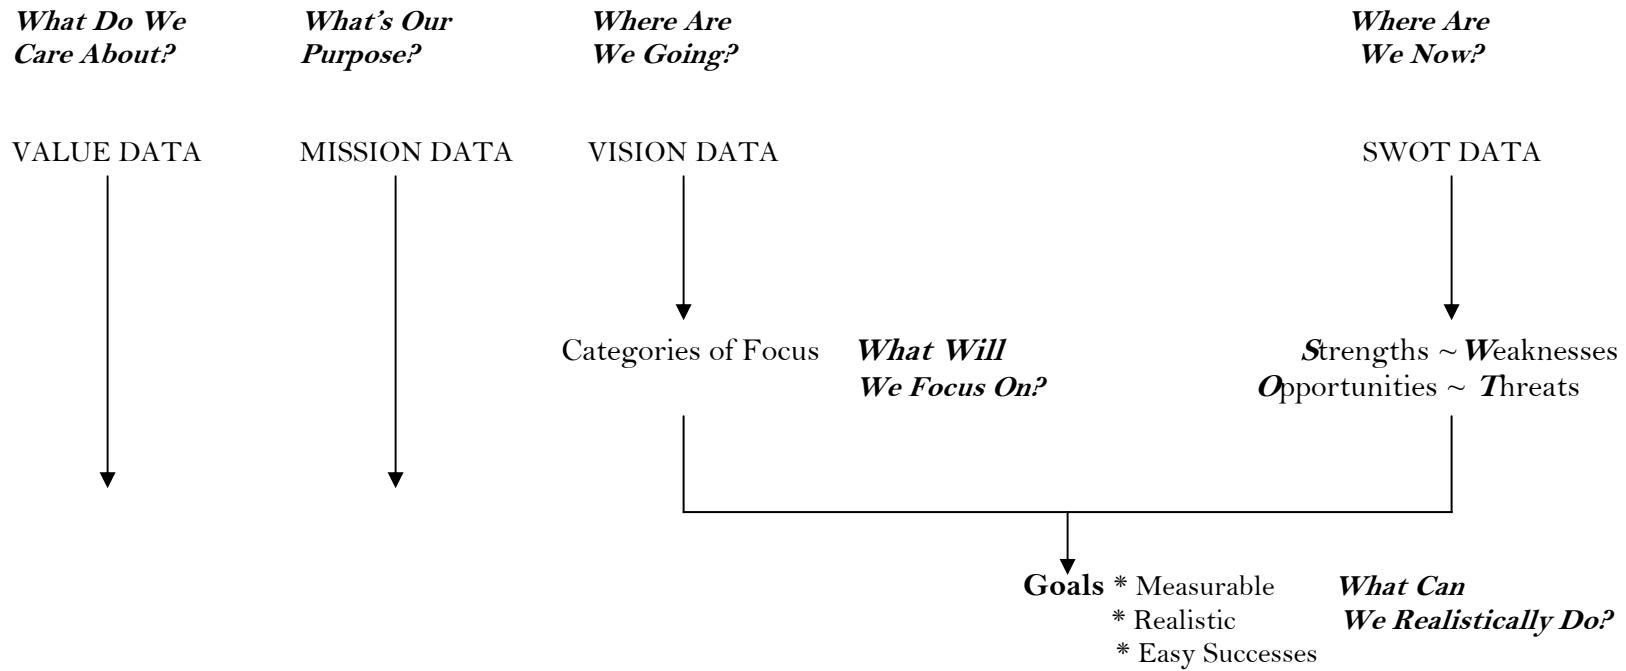 What Do We
Care About?
What's Our
Purpose?
Where Are
We Going?
Where Are
We Now?
VALUE DATA
MISSION DATA
VISION DATA
SWOT DATA
Categories of Focus
What Will
We Focus On?
Strengths ~ Weaknesses
Opportunities ~ Threats
Goals * Measurable
* Realistic
* Easy Successes
What Can
We Realistically Do?